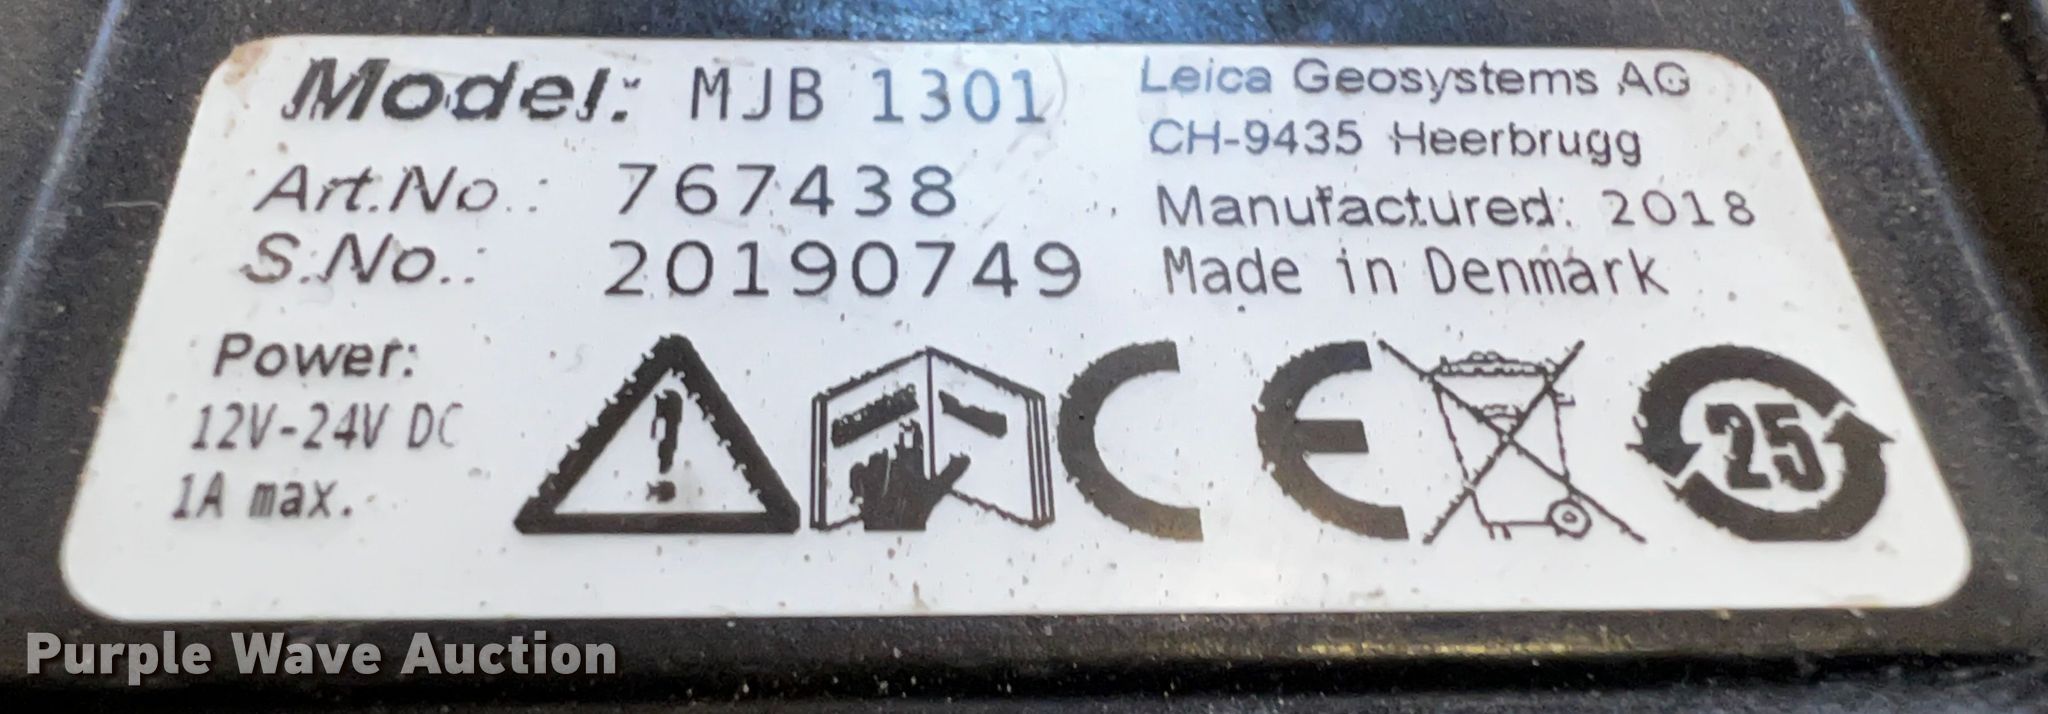 Model: MJB 1301
Art.No.: 767438
S.No.: 20190749
Leica Geosystems AG
CH-9435 Heerbrugg
Manufactured: 2018
Made in Denmark
Power:
12V-24V DC
1A max.
!
CE
25
Purple Wave Auction